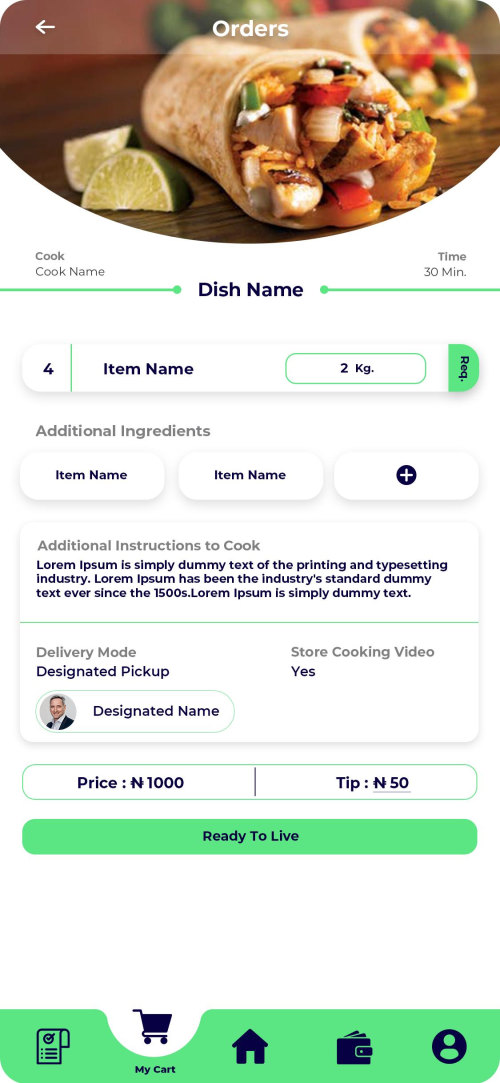 Orders
Cook
Time
Cook Name
30 Min.
Dish Name
4 Item Name 2 Kg. Req.
Additional Ingredients
Item Name Item Name
Additional Instructions to Cook
Lorem Ipsum is simply dummy text of the printing and typesetting
industry. Lorem Ipsum has been the industry's standard dummy
text ever since the 1500s.Lorem Ipsum is simply dummy text.
Delivery Mode
Store Cooking Video
Designated Pickup
Yes
Designated Name
Price : ₦ 1000 Tip : ₦ 50
Ready To Live
My Cart